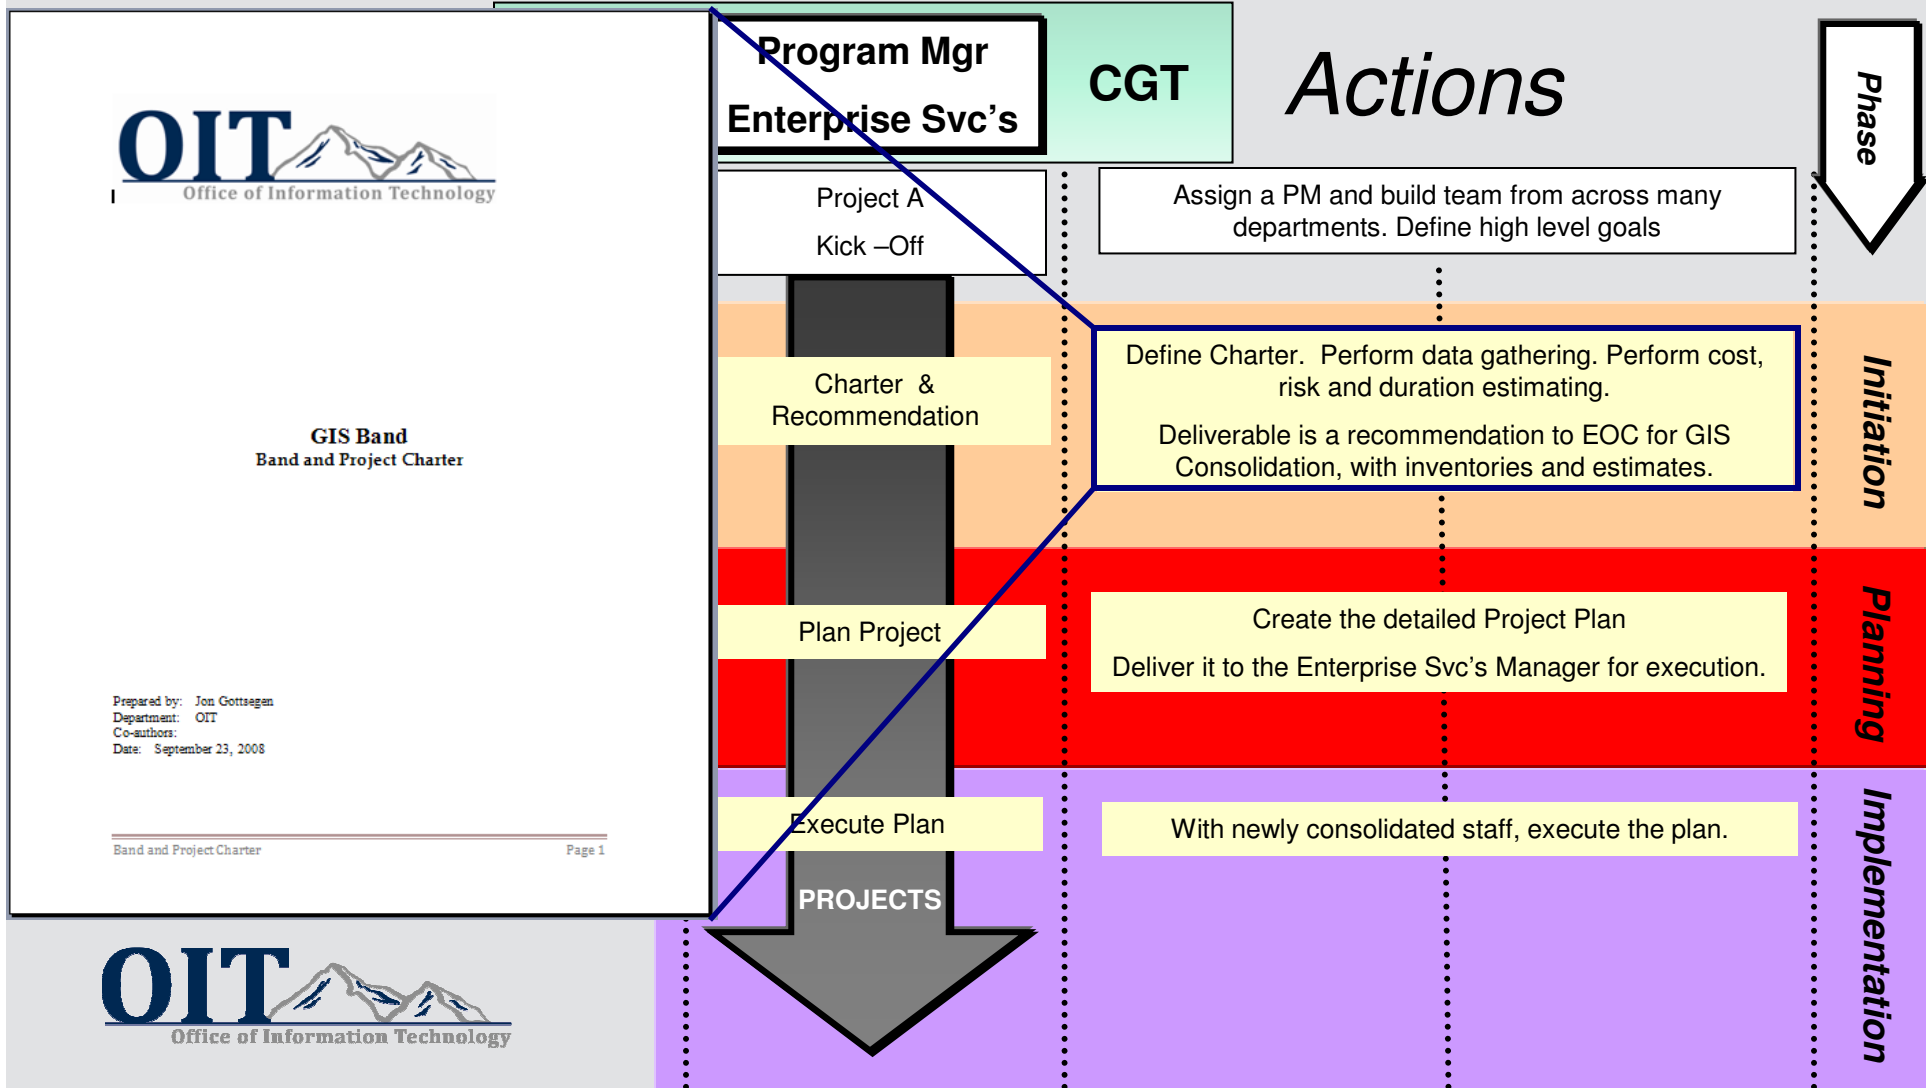 OIT
Office of Information Technology
GIS Band
Band and Project Charter
Prepared by: Jon Gottsegen
Department: OIT
Co-authors:
Date: September 23, 2008
Band and Project Charter Page 1
OIT
Office of Information Technology
Program Mgr
Enterprise Svc's
CGT
Actions
Phase
Project A
Kick –Off
Assign a PM and build team from across many
departments. Define high level goals
Charter &
Recommendation
Define Charter. Perform data gathering. Perform cost,
risk and duration estimating.
Deliverable is a recommendation to EOC for GIS
Consolidation, with inventories and estimates.
Initiation
Plan Project
Create the detailed Project Plan
Deliver it to the Enterprise Svc's Manager for execution.
Planning
Execute Plan
With newly consolidated staff, execute the plan.
PROJECTS
Implementation